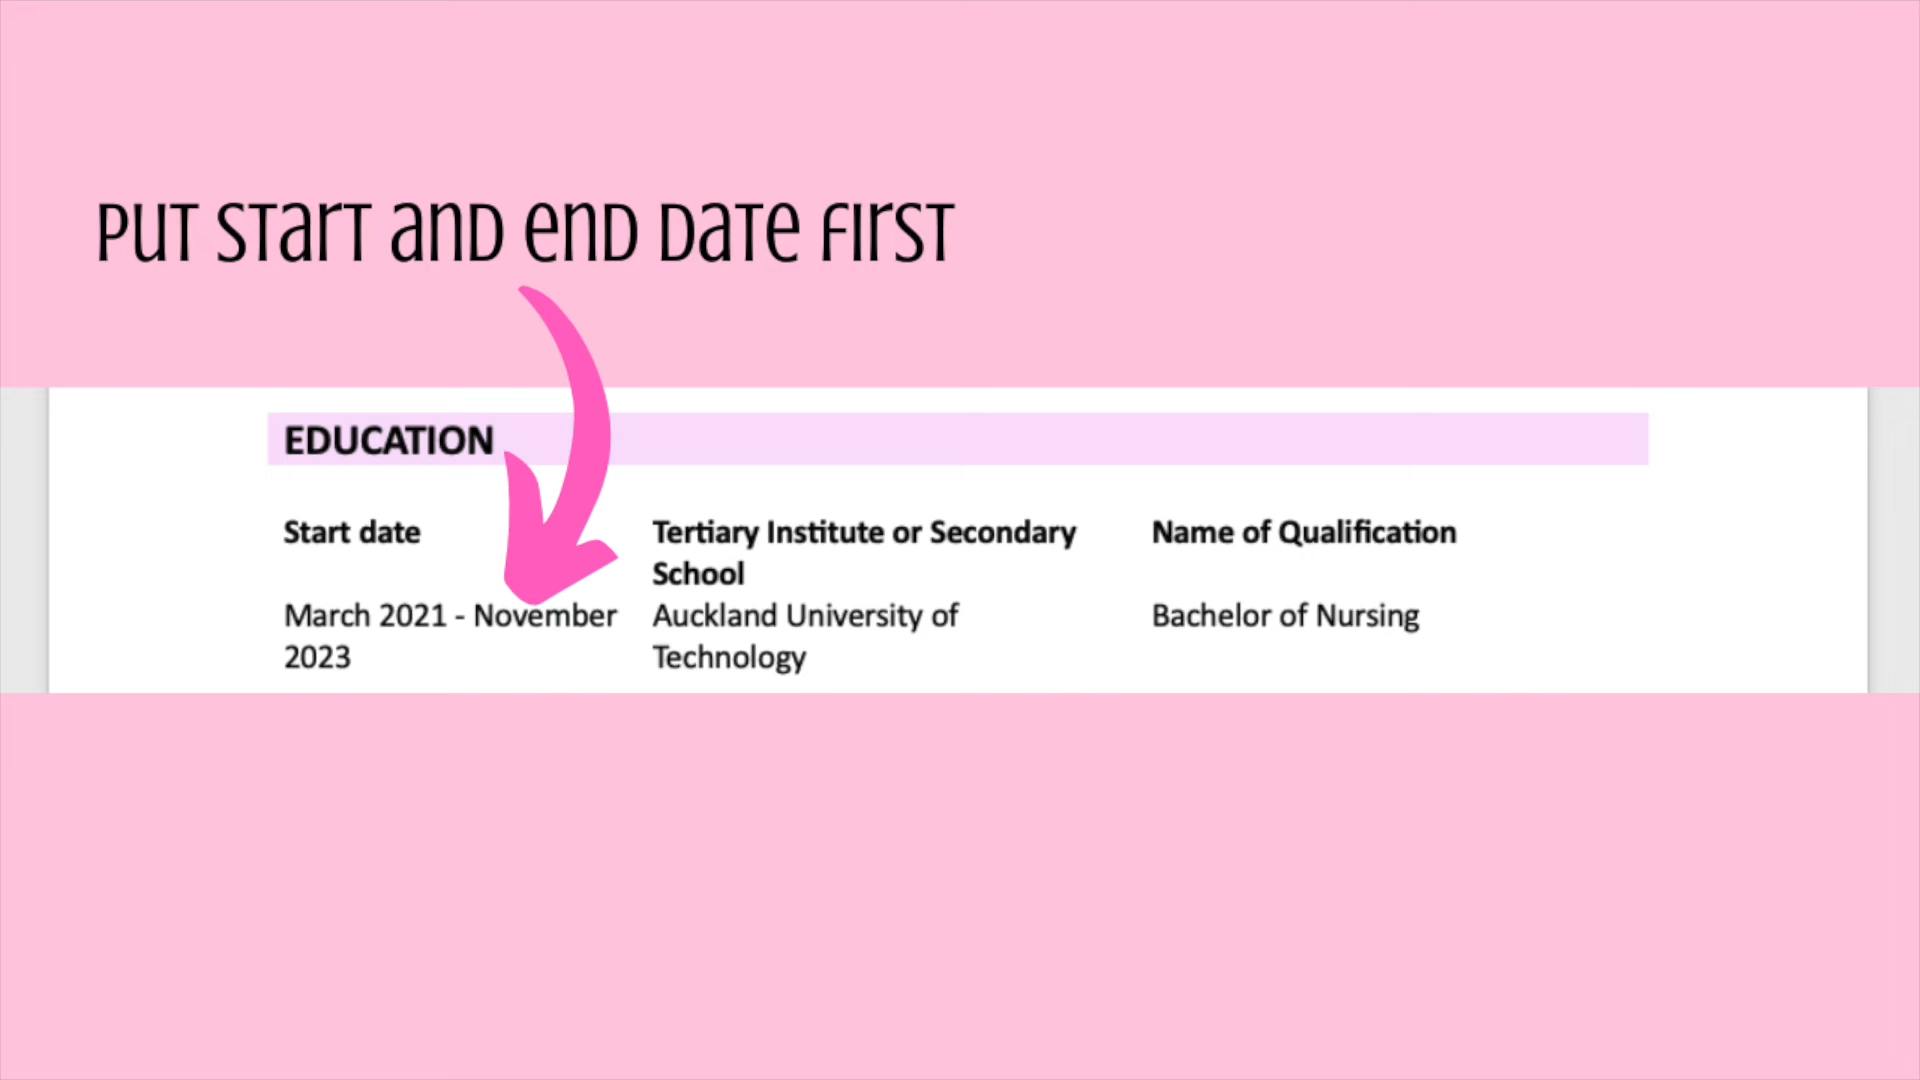 PUT START AND END DATE FIRST
EDUCATION
Start date
Tertiary Institute or Secondary
School
Name of Qualification
March 2021 - November
2023
Auckland University of
Technology
Bachelor of Nursing